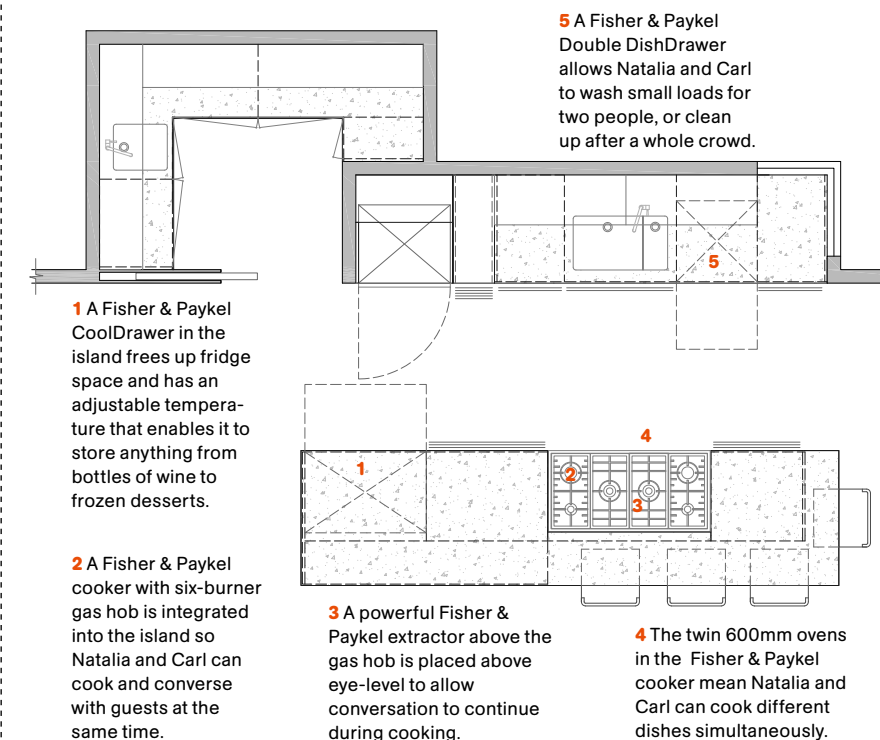 5 A Fisher & Paykel
Double DishDrawer
allows Natalia and Carl
to wash small loads for
two people, or clean
up after a whole crowd.
5
1 A Fisher & Paykel
CoolDrawer in the
island frees up fridge
space and has an
adjustable tempera-
ture that enables it to
store anything from
bottles of wine to
frozen desserts.
4
1
2
3
2 A Fisher & Paykel
cooker with six-burner
gas hob is integrated
into the island so
Natalia and Carl can
cook and converse
with guests at the
same time.
3 A powerful Fisher &
Paykel extractor above the
gas hob is placed above
eye-level to allow
conversation to continue
during cooking.
4 The twin 600mm ovens
in the Fisher & Paykel
cooker mean Natalia and
Carl can cook different
dishes simultaneously.